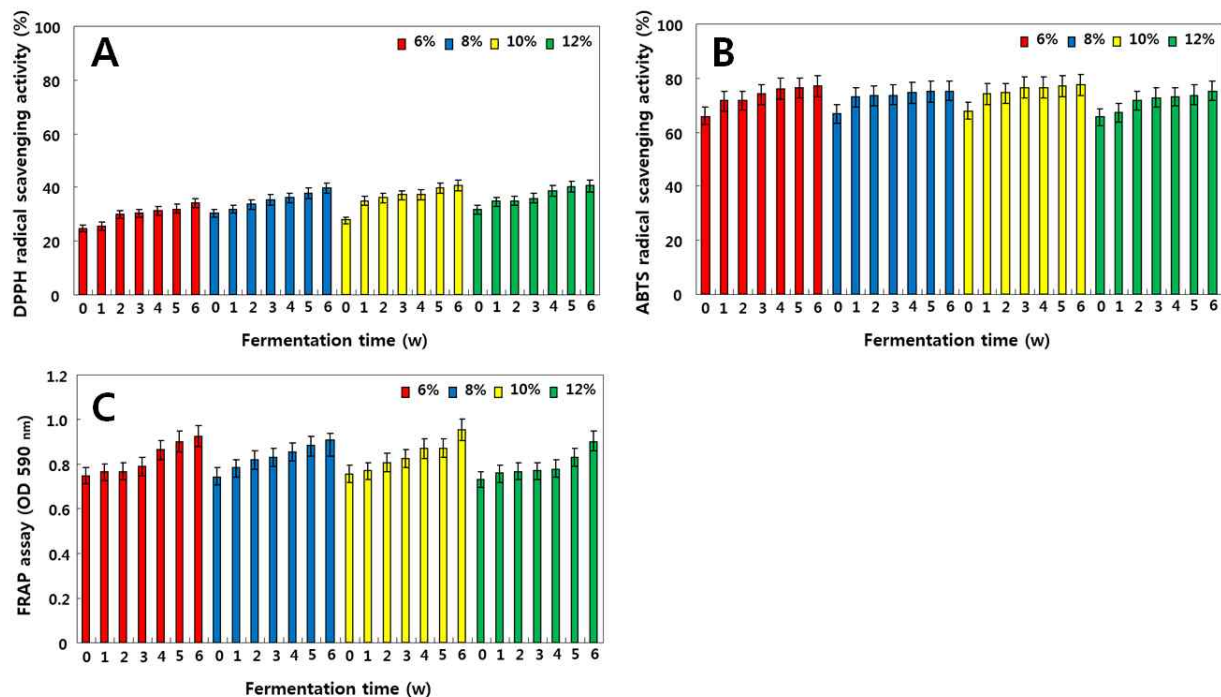 A
6% 8% 10% 12%
DPPH radical scavenging activity (%)
100
80
60
40
20
0
0 1 2 3 4 5 6 0 1 2 3 4 5 6 0 1 2 3 4 5 6 0 1 2 3 4 5 6
Fermentation time (w)
B
6% 8% 10% 12%
ABTS radical scavenging activity (%)
100
80
60
40
20
0
0 1 2 3 4 5 6 0 1 2 3 4 5 6 0 1 2 3 4 5 6 0 1 2 3 4 5 6
Fermentation time (w)
C
6% 8% 10% 12%
FRAP assay (OD 590 nm)
1.2
1.0
0.8
0.6
0.4
0.2
0
0 1 2 3 4 5 6 0 1 2 3 4 5 6 0 1 2 3 4 5 6 0 1 2 3 4 5 6
Fermentation time (w)